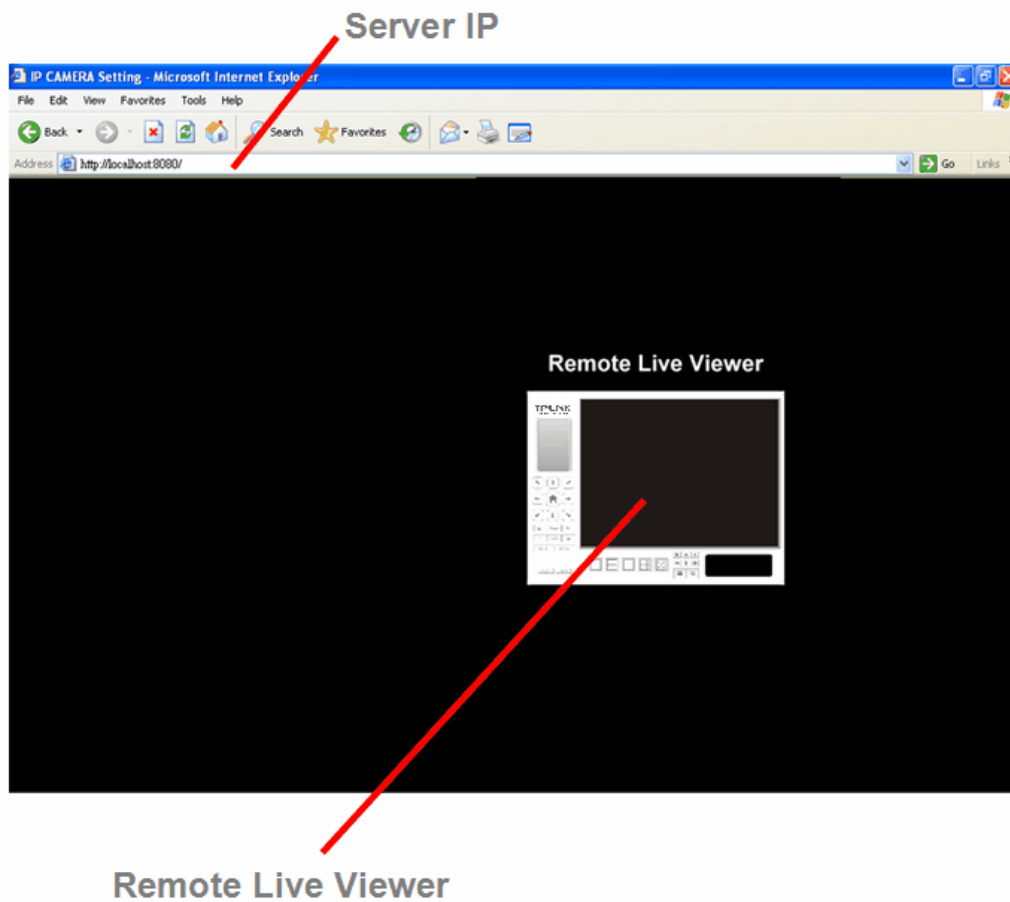 Server IP
IP CAMERA Setting - Microsoft Internet Explorer
File Edit View Favorites Tools Help
Back Search Favorites
Address http://localhost:8080/ Go Links
Remote Live Viewer
TP-LINK
Remote Live Viewer